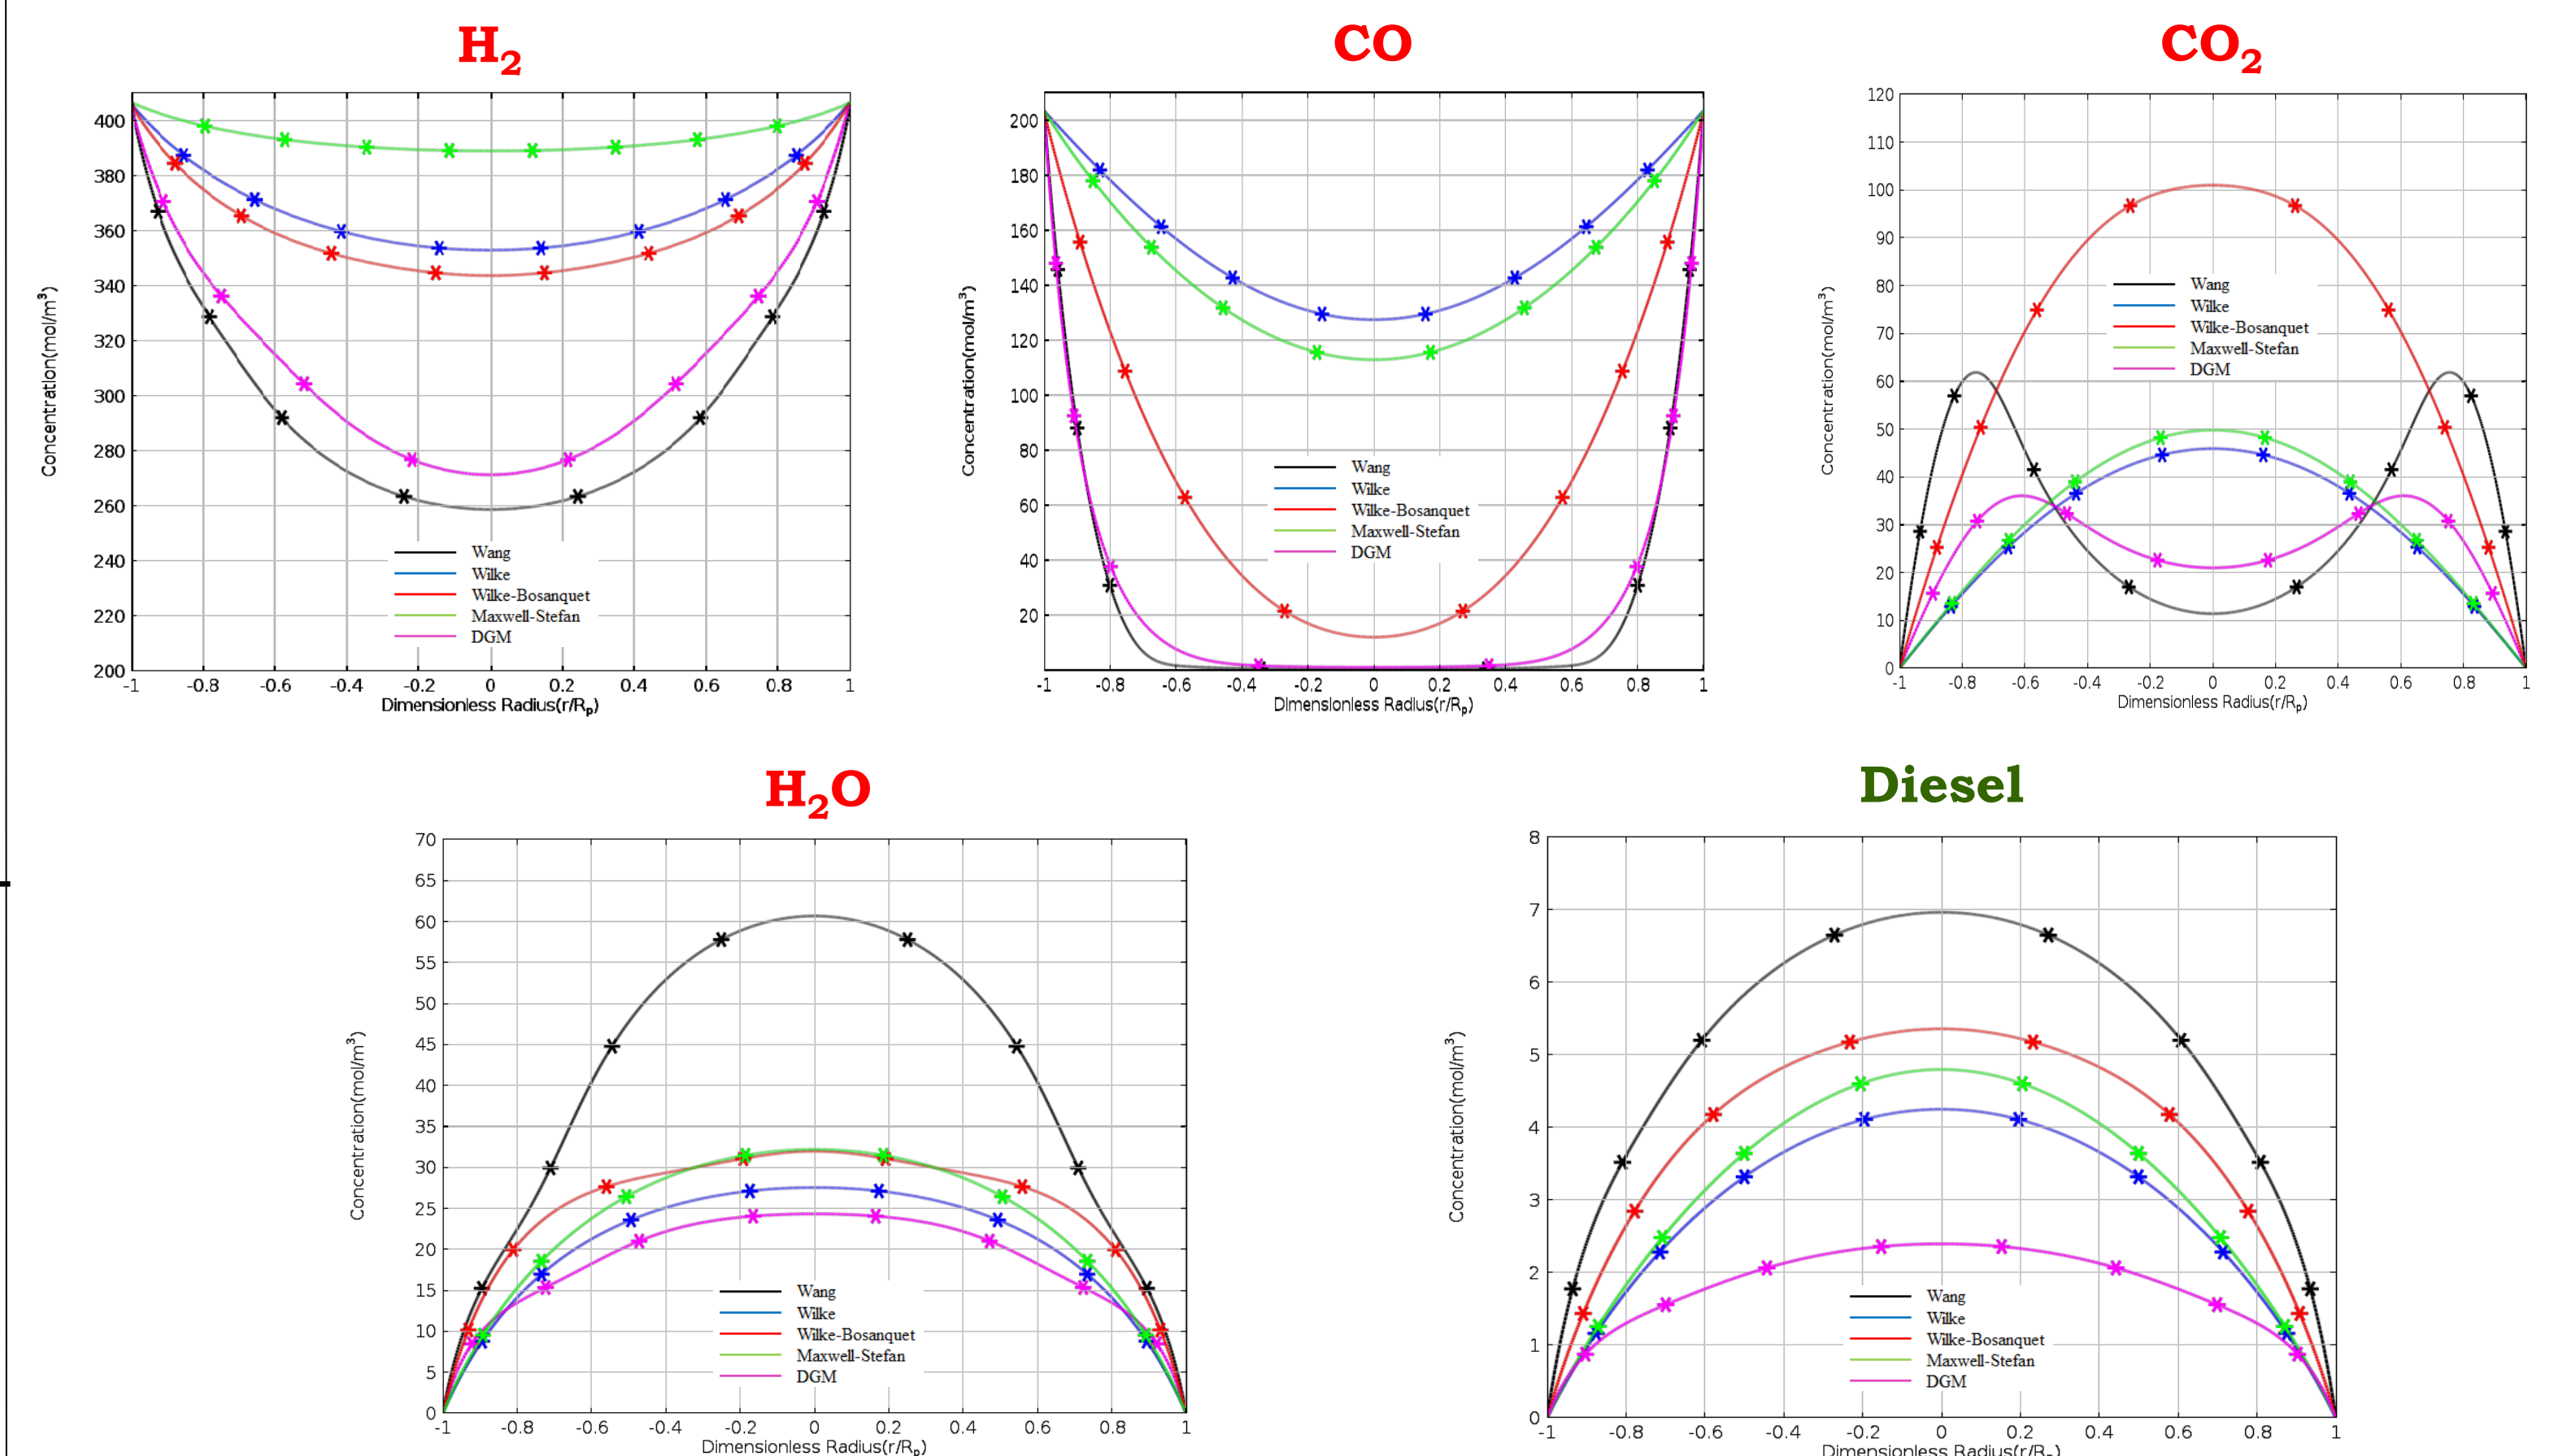 H2
CO
CO2
Concentration(mol/m³)
400
380
360
340
320
300
280
260
240
220
200
Wang
Wilke
Wilke-Bosanquet
Maxwell-Stefan
DGM
-1 -0.8 -0.6 -0.4 -0.2 0 0.2 0.4 0.6 0.8 1
Dimensionless Radius(r/Rp)
Concentration(mol/m³)
200
180
160
140
120
100
80
60
40
20
Wang
Wilke
Wilke-Bosanquet
Maxwell-Stefan
DGM
-1 -0.8 -0.6 -0.4 -0.2 0 0.2 0.4 0.6 0.8 1
Dimensionless Radius(r/Rp)
Concentration(mol/m³)
120
110
100
90
80
70
60
50
40
30
20
10
0
Wang
Wilke
Wilke-Bosanquet
Maxwell-Stefan
DGM
-1 -0.8 -0.6 -0.4 -0.2 0 0.2 0.4 0.6 0.8 1
Dimensionless Radius(r/Rp)
H2O
Diesel
Concentration(mol/m³)
70
65
60
55
50
45
40
35
30
25
20
15
10
5
0
Wang
Wilke
Wilke-Bosanquet
Maxwell-Stefan
DGM
-1 -0.8 -0.6 -0.4 -0.2 0 0.2 0.4 0.6 0.8 1
Dimensionless Radius(r/Rp)
Concentration(mol/m³)
8
7
6
5
4
3
2
1
0
Wang
Wilke
Wilke-Bosanquet
Maxwell-Stefan
DGM
-1 -0.8 -0.6 -0.4 -0.2 0 0.2 0.4 0.6 0.8 1
Dimensionless Radius(r/R